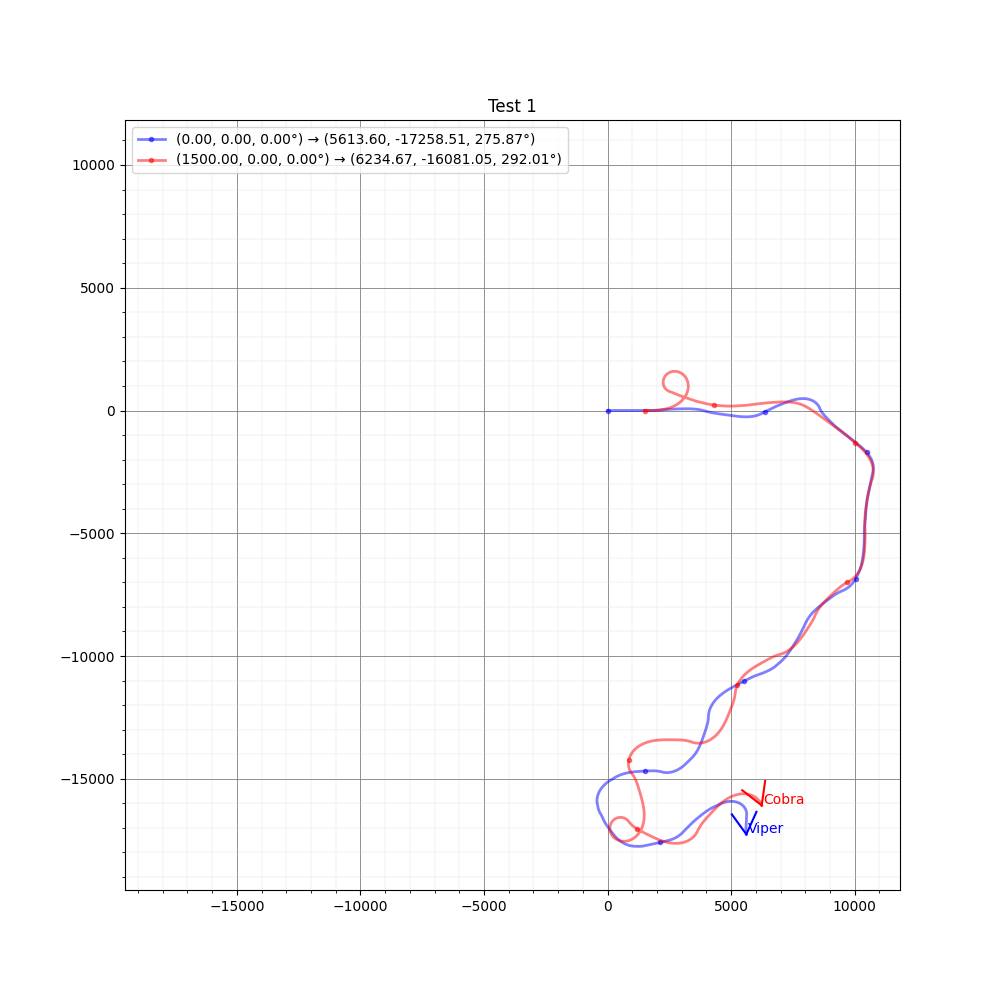 Test 1
(0.00, 0.00, 0.00°) → (5613.60, -17258.51, 275.87°)
(1500.00, 0.00, 0.00°) → (6234.67, -16081.05, 292.01°)
10000
5000
0
−5000
−10000
−15000
Cobra
Viper
−15000 −10000 −5000 0 5000 10000